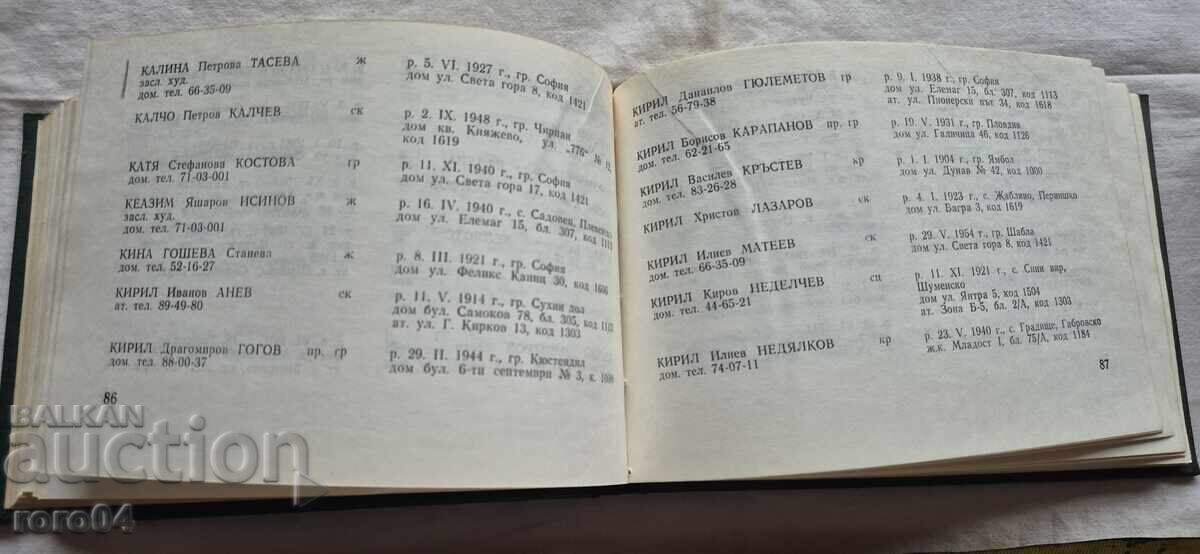 КАЛИНА Петрова ТАСЕВА ж р. 5. VI. 1927 г., гр. София
засл. худ. дом ул. Света гора 8, код 1421
дом. тел. 66-35-09
КАЛЧО Петров КАЛЧЕВ ск р. 2. IX. 1948 г., гр. Чирпан
дом кв. Княжево, ул. „776" № 12,
код 1619
КАТЯ Стефанова КОСТОВА гр р. 11. XI. 1940 г., гр. София
дом. тел. 71-03-001 дом ул. Света гора 17, код 1421
КЕАЗИМ Яшаров ИСИНОВ ж р. 16. IV. 1940 г., с. Садовец, Плевенско
засл. худ. дом ул. Елемаг 15, бл. 307, код 1113
дом. тел. 71-03-001
КИНА ГОШЕВА Станева ж р. 8. III. 1921 г., гр. София
дом. тел. 52-16-27 дом ул. Феликс Каниц 30, код 1606
КИРИЛ Иванов АНЕВ ск р. 11. V. 1914 г., гр. Сухин дол
ат. тел. 89-49-80 дом бул. Самоков 78, бл. 305, код 1113
ат. ул. Г. Кирков 13, код 1303
КИРИЛ Драгомиров ГОГОВ пр. гр р. 29. II. 1944 г., гр. Кюстендил
дом. тел. 88-00-37 дом бул. 6-ти септември № 3, к. 1000
86
КИРИЛ Данаилов ГЮЛЕМЕТОВ гр р. 9. I. 1938 г., гр. София
ат. тел. 56-79-38 дом ул. Еленаг 15, бл. 307, код 1113
ат. ул. Пионерски път 34, код 1618
КИРИЛ Борисов КАРАПАНОВ пр. гр р. 19. V. 1931 г., гр. Пловдив
дом. тел. 62-21-65 дом ул. Галичица 46, код 1126
КИРИЛ Василев КРЪСТЕВ кр р. 1. 1. 1904 г., гр. Ямбол
дом. тел. 83-26-28 дом ул. Дунав № 42, код 1000
КИРИЛ Христов ЛАЗАРОВ ск р. 4. 1. 1923 г., с. Жабляно, Пернишко
дом ул. Багра 3, код 1619
КИРИЛ Илиев МАТЕЕВ ск р. 29. V. 1954 г., гр. Шабла
дом. тел. 66-35-09 дом ул. Света гора 8, код 1421
КИРИЛ Киров НЕДЕЛЧЕВ сц р. 11. XI. 1921 г., с. Сини вир,
дом. тел. 44-65-21 Шуменско
дом ул. Янтра 5, код 1504
ат. Зона Б-5, бл. 2/А, код 1303
КИРИЛ Илиев НЕДЯЛКОВ кр р. 23. V. 1940 г., с. Градище, Габровско
дом. тел. 74-07-11 ж.к. Младост I, бл. 75/А, код 1184
87
BALKAN
auction
roro04